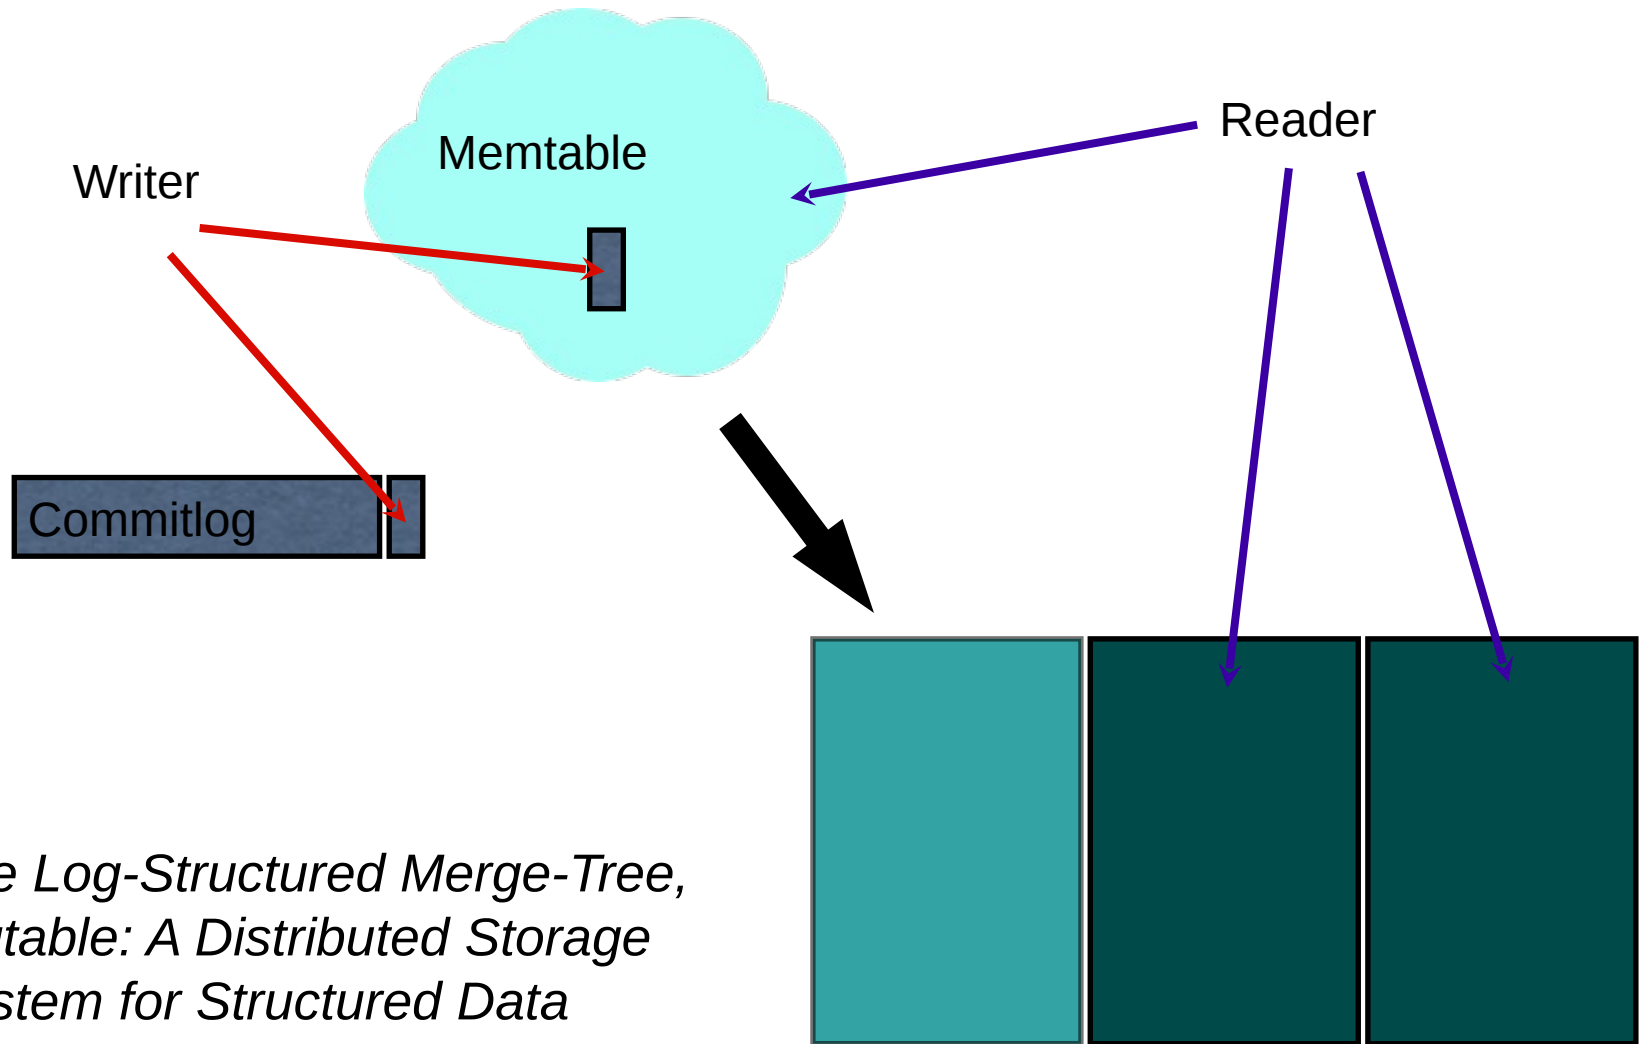 Reader
Memtable
Writer
Commitlog
e Log-Structured Merge-Tree,
table: A Distributed Storage
stem for Structured Data